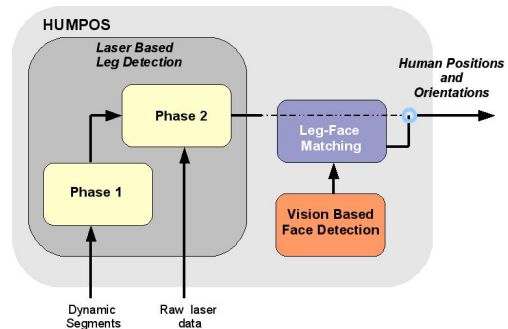 HUMPOS
Laser Based
Leg Detection
Human Positions
and
Orientations
Phase 2
Leg-Face
Matching
Phase 1
Vision Based
Face Detection
Dynamic
Segments
Raw laser
data